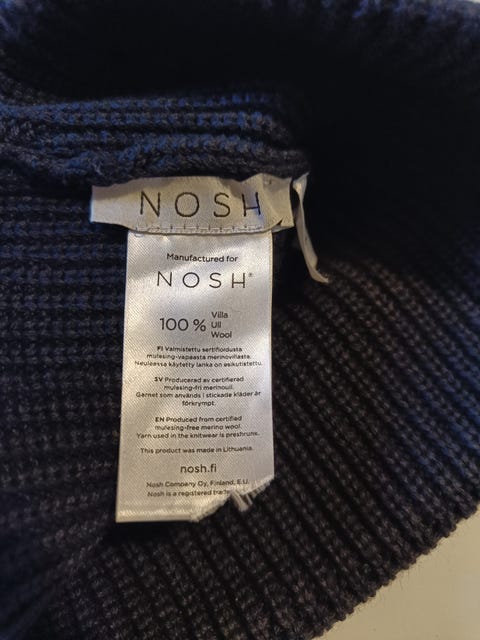 NOSH
Manufactured for
NOSH®
100 %
Villa
Ull
Wool
FI Valmistettu sertifioidusta
mulesing-vapaasta merinovillasta.
Neuleessa käytetty lanka on esikutistettu.
SV Producerad av certifierad
mulesing-fri merinoull.
Garnet som används i stickade kläder är
förkrympt.
EN Produced from certified
mulesing-free merino wool.
Yarn used in the knitwear is preshrunk.
This product was made in Lithuania.
nosh.fi
Nosh Company Oy, Finland, E.U.
Nosh is a registered